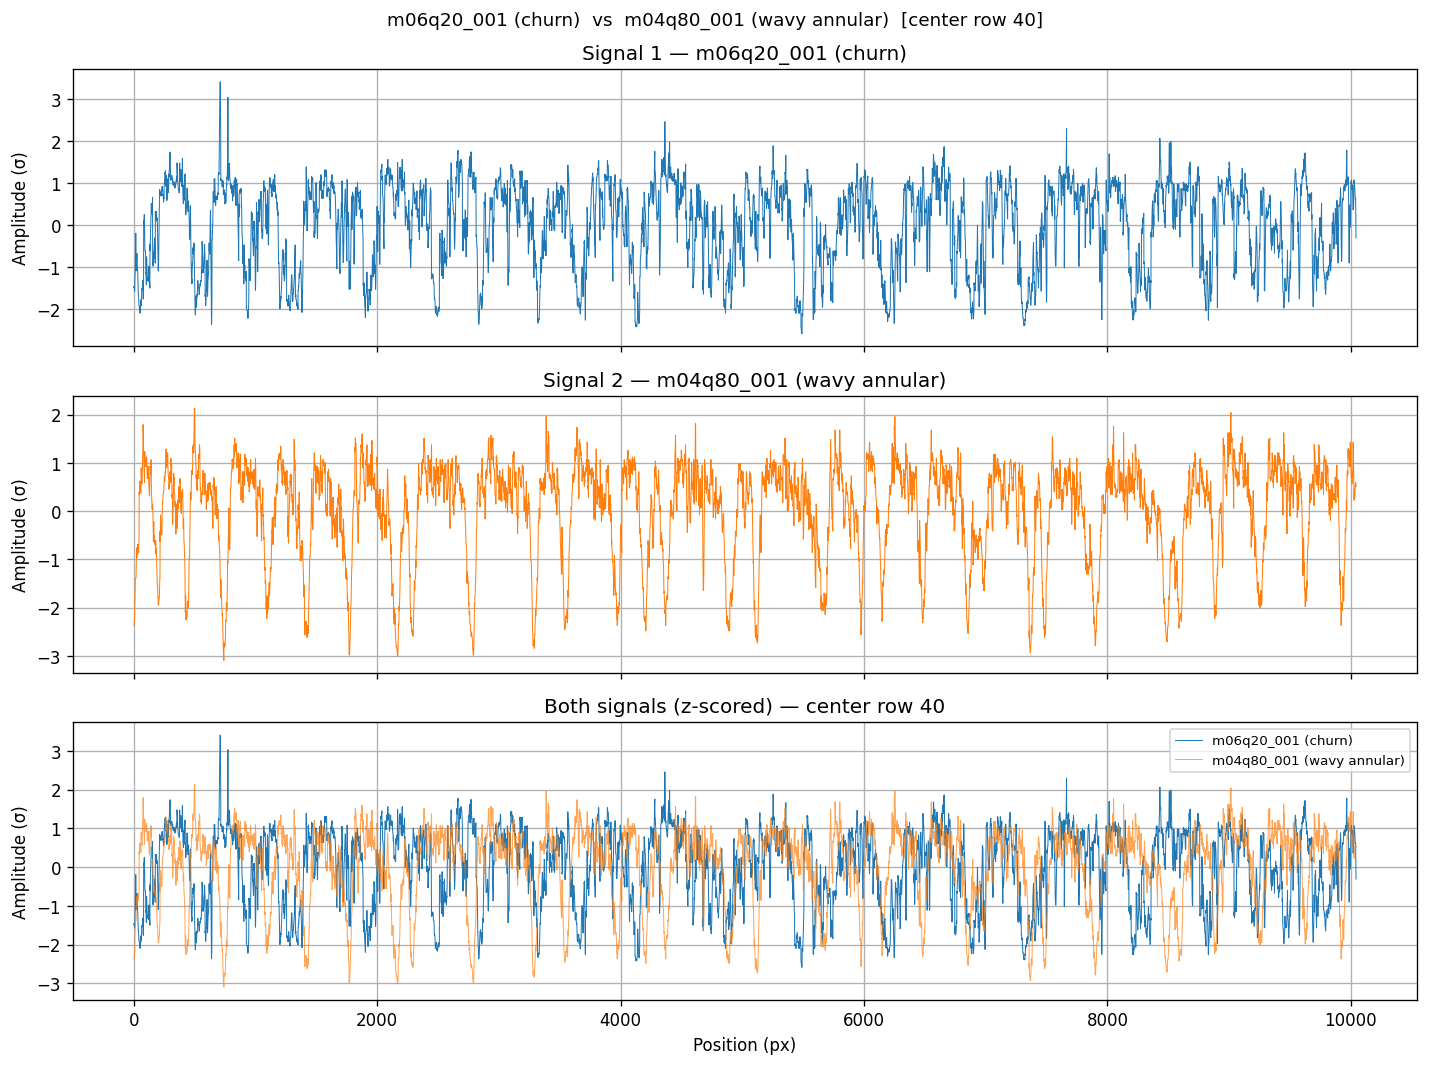 m06q20_001 (churn)  vs  m04q80_001 (wavy annular)  [center row 40]
Signal 1 — m06q20_001 (churn)
Amplitude (σ)
3
2
1
0
−1
−2
Signal 2 — m04q80_001 (wavy annular)
Amplitude (σ)
2
1
0
−1
−2
−3
Both signals (z-scored) — center row 40
m06q20_001 (churn)
m04q80_001 (wavy annular)
Amplitude (σ)
3
2
1
0
−1
−2
−3
0 2000 4000 6000 8000 10000
Position (px)